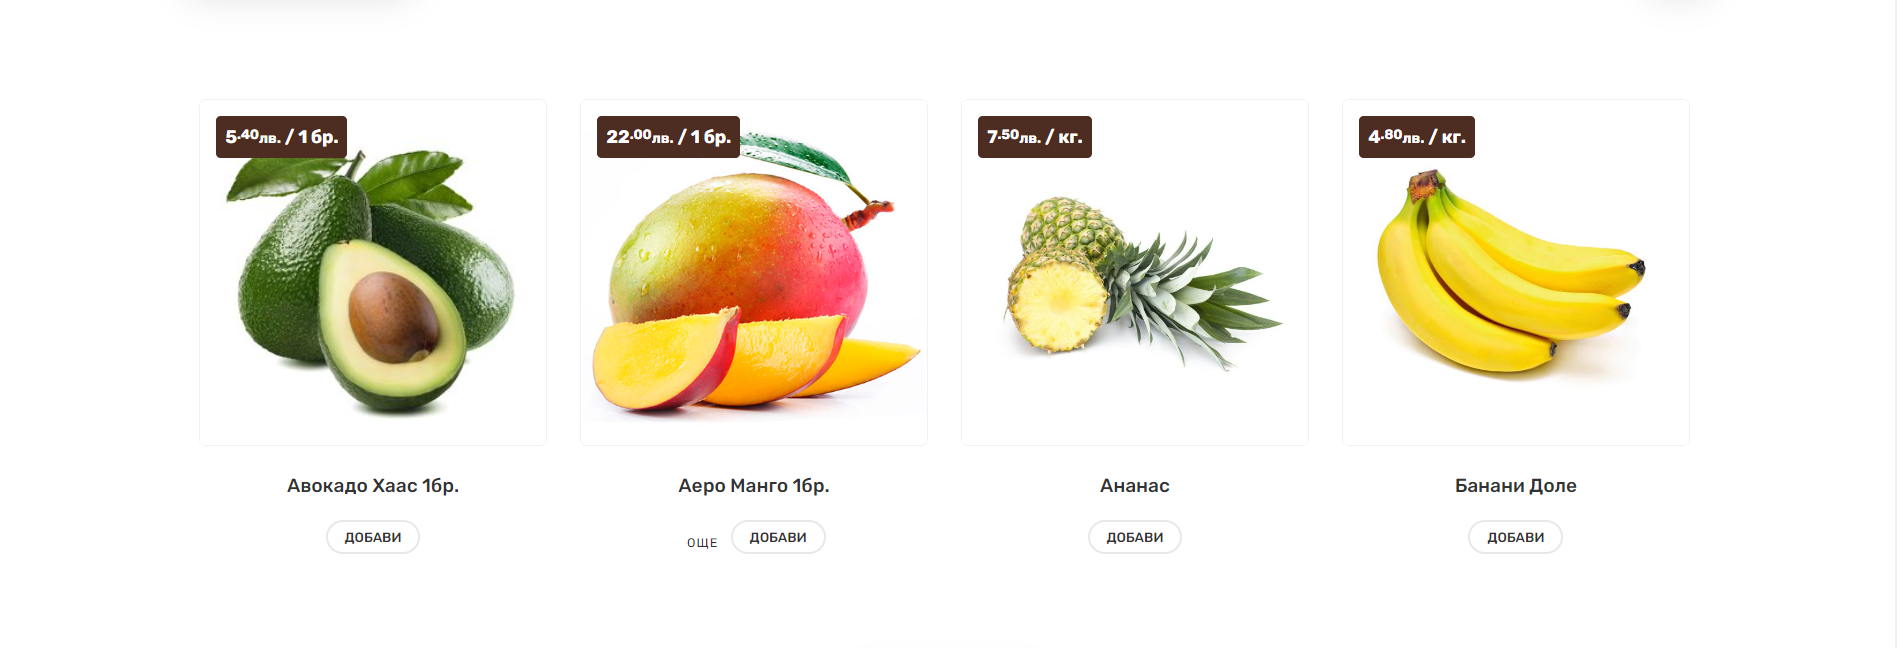 5.40лв. / 1 бр.
22.00лв. / 1 бр.
7.50лв. / кг.
4.80лв. / кг.
Авокадо Хаас 1бр.
Аеро Манго 1бр.
Ананас
Банани Доле
ДОБАВИ
ОЩЕ ДОБАВИ
ДОБАВИ
ДОБАВИ